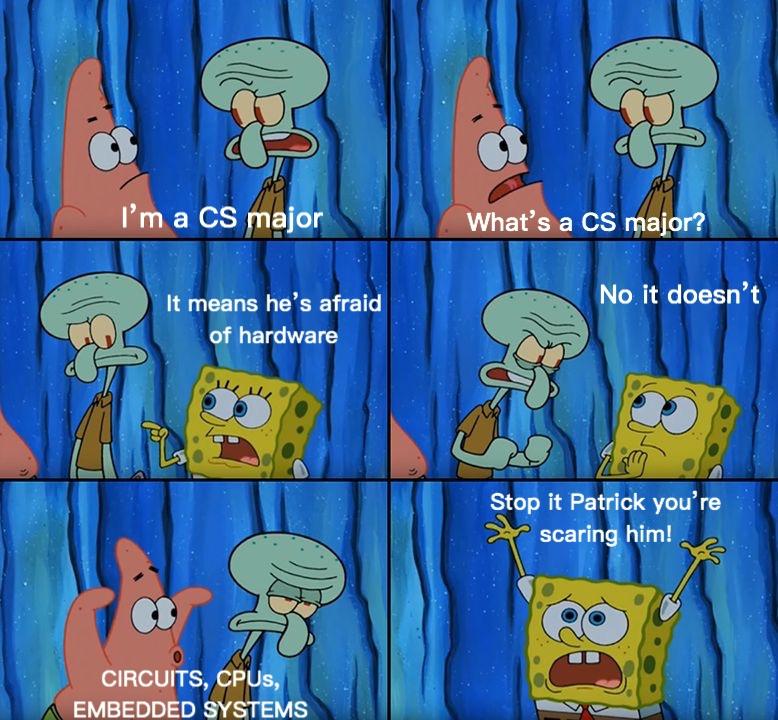 I'm a CS major
What's a CS major?
It means he's afraid
of hardware
No it doesn't
CIRCUITS, CPUs,
EMBEDDED SYSTEMS
Stop it Patrick you're
scaring him!